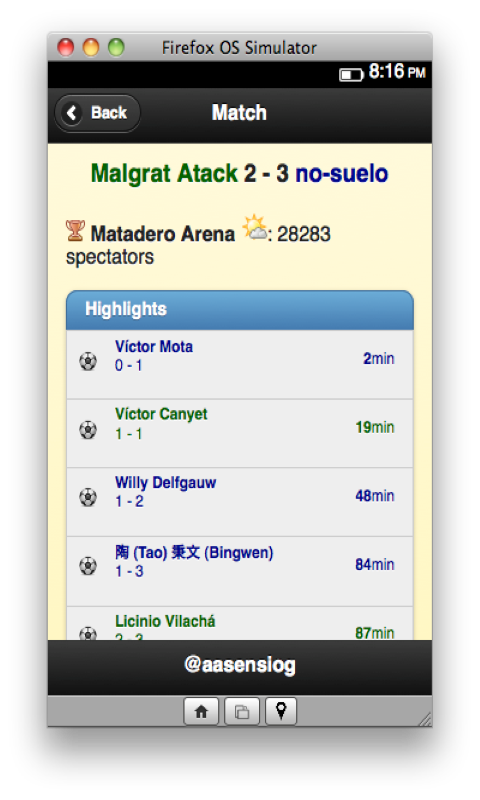 Firefox OS Simulator
8:16 PM
Back
Match
Malgrat Atack 2 - 3 no-suelo
Matadero Arena : 28283
spectators
Highlights
Víctor Mota
0 - 1
2min
Víctor Canyet
1 - 1
19min
Willy Delfgauw
1 - 2
48min
陶 (Tao) 秉文 (Bingwen)
1 - 3
84min
Licinio Vilachá
2 - 3
87min
@aasensiog